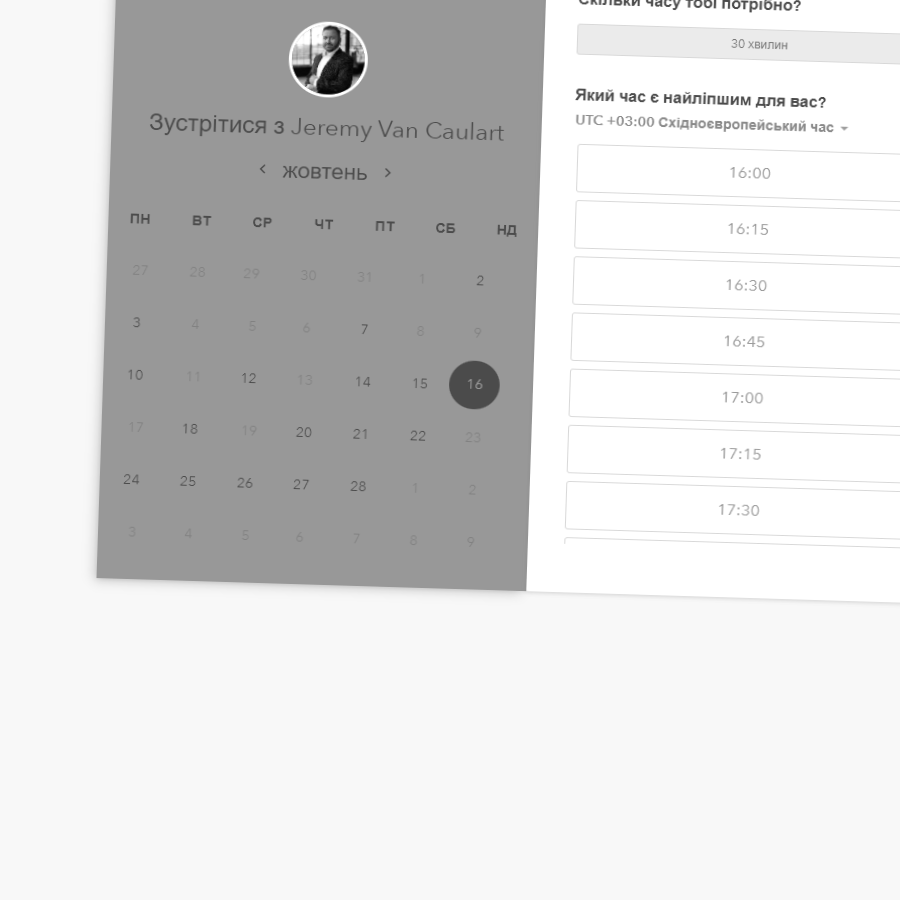 Зустрітися з Jeremy Van Caulart
жовтень
ПН ВТ СР ЧТ ПТ СБ НД
27 28 29 30 31 1 2
3 4 5 6 7 8 9
10 11 12 13 14 15 16
17 18 19 20 21 22 23
24 25 26 27 28 1 2
3 4 5 6 7 8 9
Скільки часу тобі потрібно?
30 хвилин
Який час є найліпшим для вас?
UTC +03:00 Східноєвропейський час
16:00
16:15
16:30
16:45
17:00
17:15
17:30